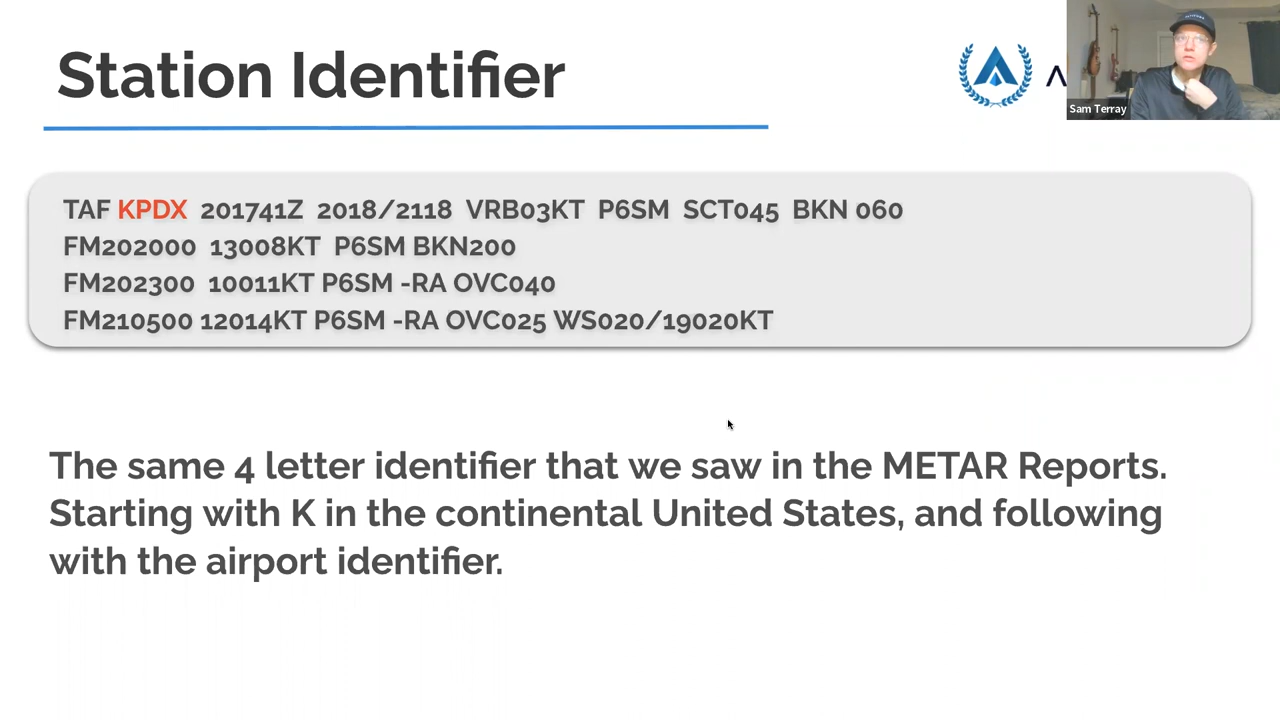 Station Identifier
Sam Terray
TAF KPDX 201741Z 2018/2118 VRB03KT P6SM SCT045 BKN 060
FM202000 13008KT P6SM BKN200
FM202300 10011KT P6SM -RA OVC040
FM210500 12014KT P6SM -RA OVC025 WS020/19020KT
The same 4 letter identifier that we saw in the METAR Reports.
Starting with K in the continental United States, and following
with the airport identifier.